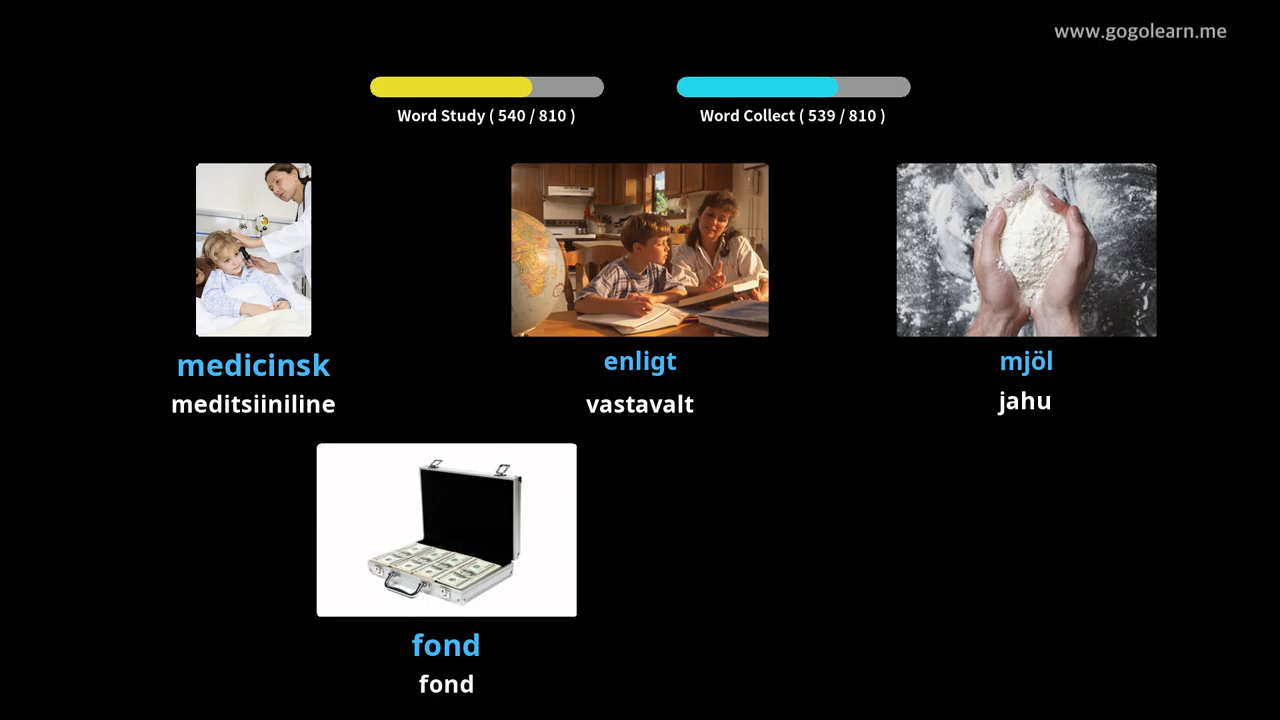 www.gogolearn.me
Word Study ( 540 / 810 )
Word Collect ( 539 / 810 )
medicinsk
meditsiiniline
enligt
vastavalt
mjöl
jahu
fond
fond